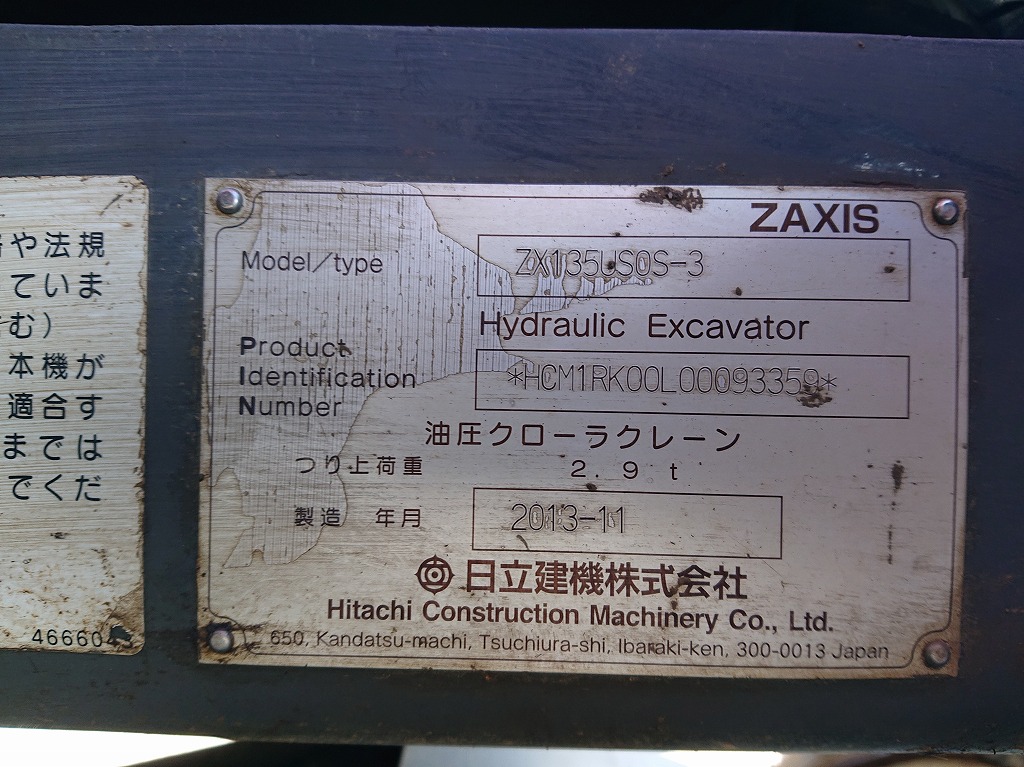 や法規
ていま
む）
本機が
適合す
までは
でくだ
46660
ZAXIS
Model/type ZX135USOS-3
Hydraulic Excavator
Product
Identification *HCM1RK00L00093359*
Number
油圧クローラクレーン
つり上荷重 2.9 t
製造 年月 2013-11
日立建機株式会社
Hitachi Construction Machinery Co., Ltd.
650, Kandatsu-machi, Tsuchiura-shi, Ibaraki-ken, 300-0013 Japan